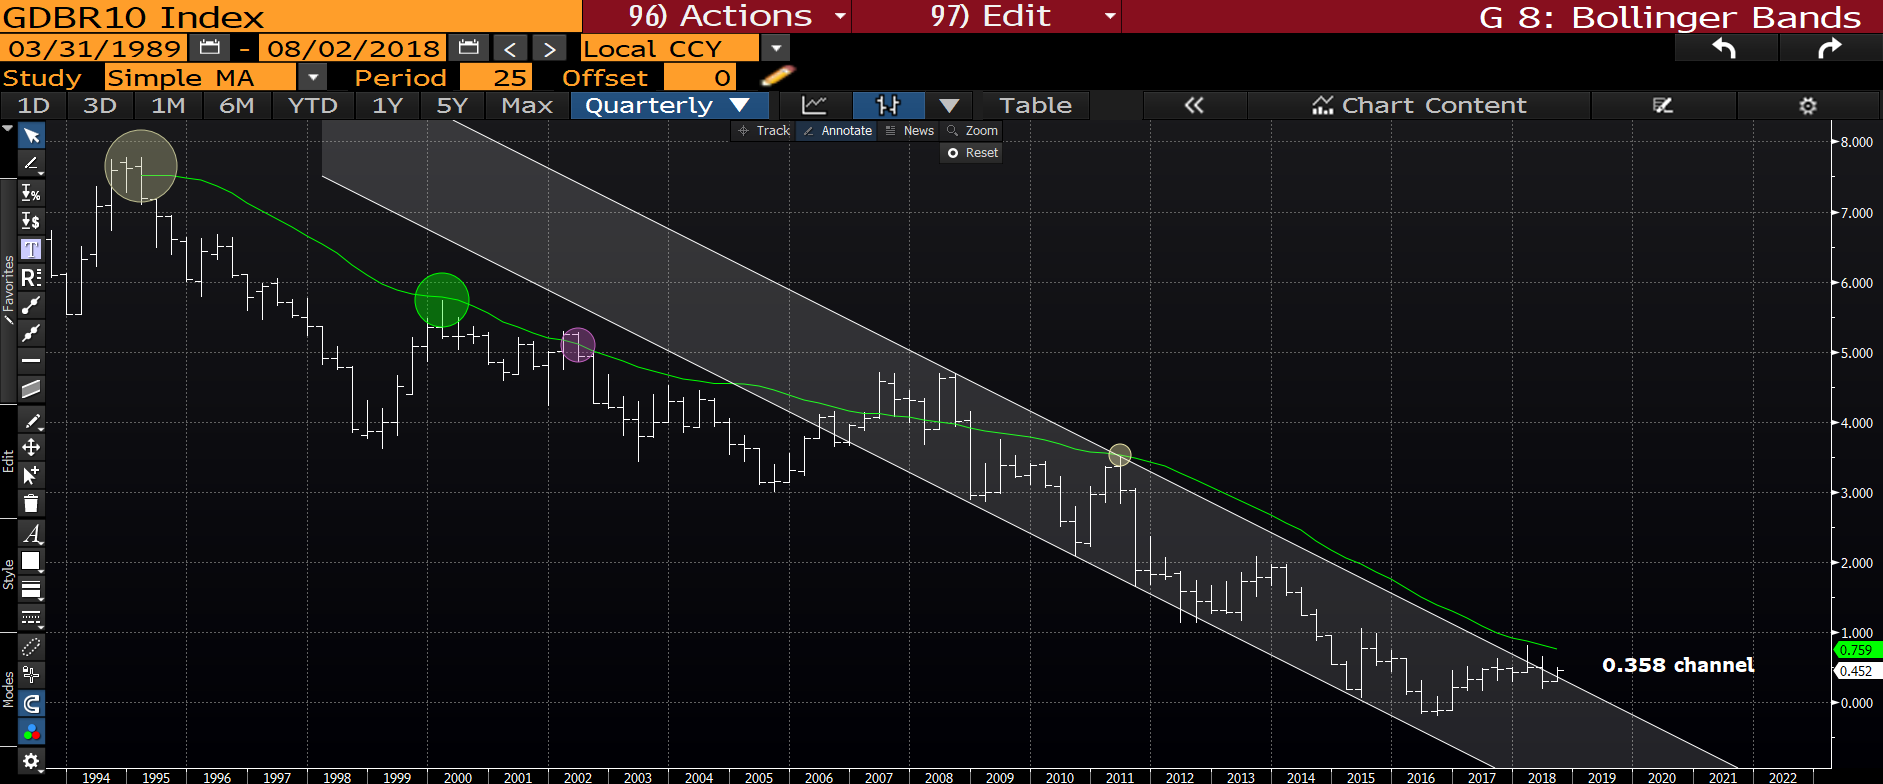 GDBR10 Index 96) Actions 97) Edit G 8: Bollinger Bands
03/31/1989 - 08/02/2018 < > Local CCY
Study Simple MA Period 25 Offset 0
1D 3D 1M 6M YTD 1Y 5Y Max Quarterly Table Chart Content
Track Annotate News Zoom
Reset
%
$
T
R
A
Favorites
Edit
Style
Modes
8.000
7.000
6.000
5.000
4.000
3.000
2.000
1.000
0.759
0.358 channel
0.452
0.000
1994 1995 1996 1997 1998 1999 2000 2001 2002 2003 2004 2005 2006 2007 2008 2009 2010 2011 2012 2013 2014 2015 2016 2017 2018 2019 2020 2021 2022